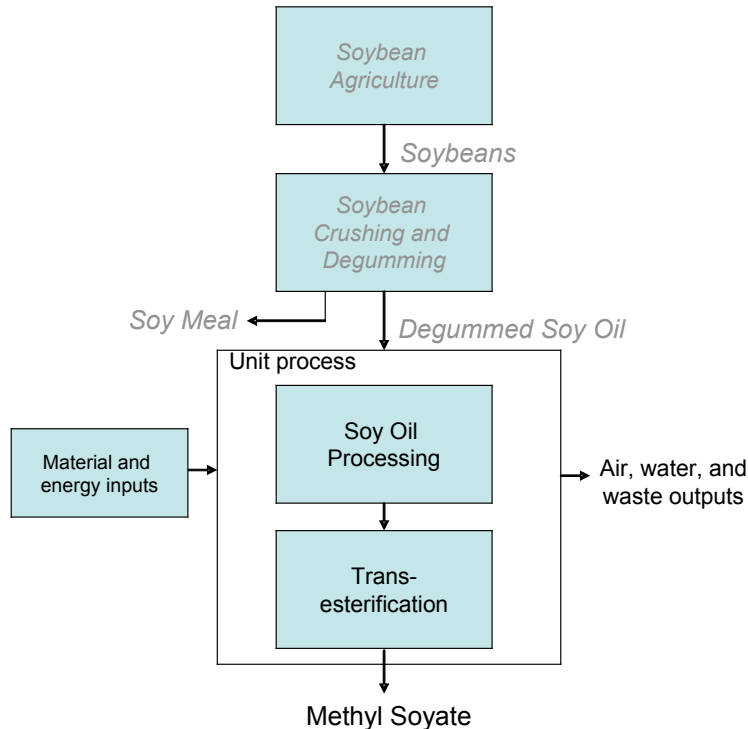 Soybean
Agriculture
Soybeans
Soybean
Crushing and
Degumming
Soy Meal
Degummed Soy Oil
Unit process
Soy Oil
Processing
Material and
energy inputs
Air, water, and
waste outputs
Trans-
esterification
Methyl Soyate